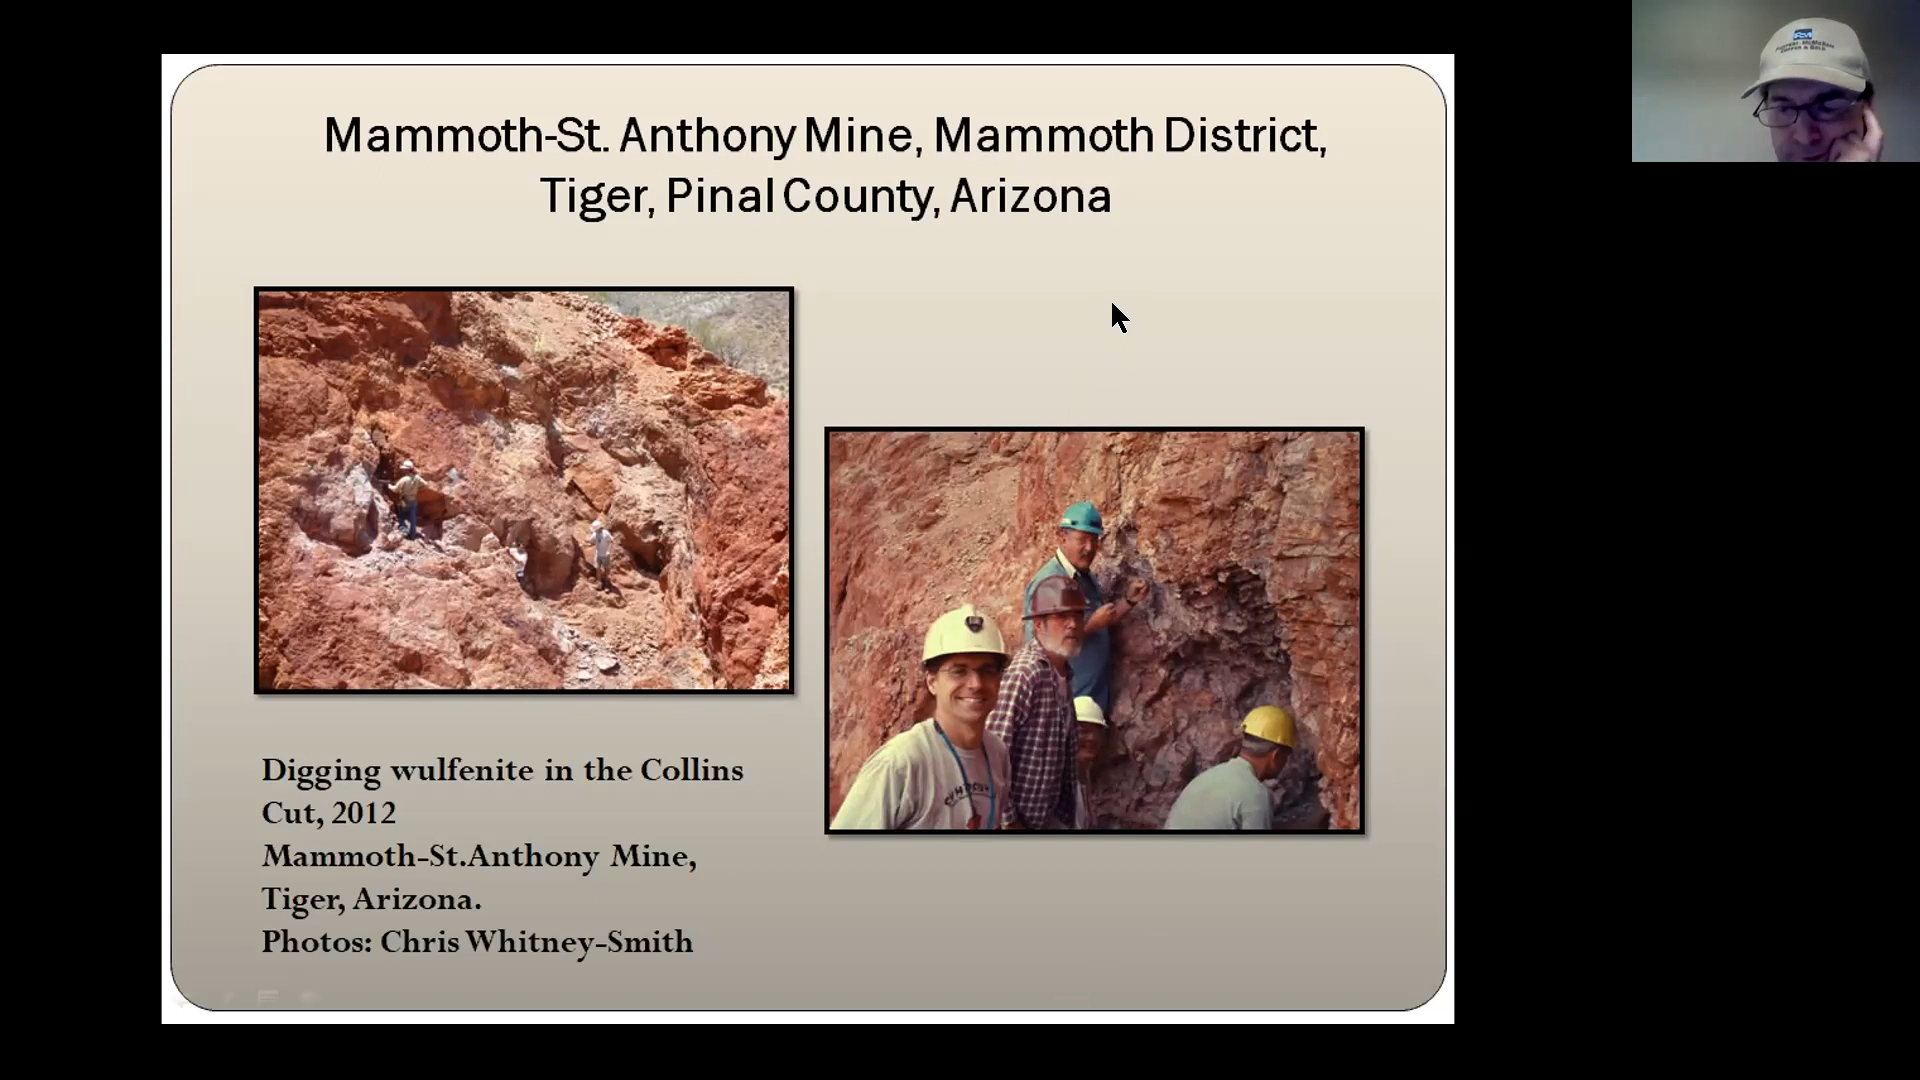 Mammoth-St. Anthony Mine, Mammoth District,
Tiger, Pinal County, Arizona
Digging wulfenite in the Collins
Cut, 2012
Mammoth-St.Anthony Mine,
Tiger, Arizona.
Photos: Chris Whitney-Smith